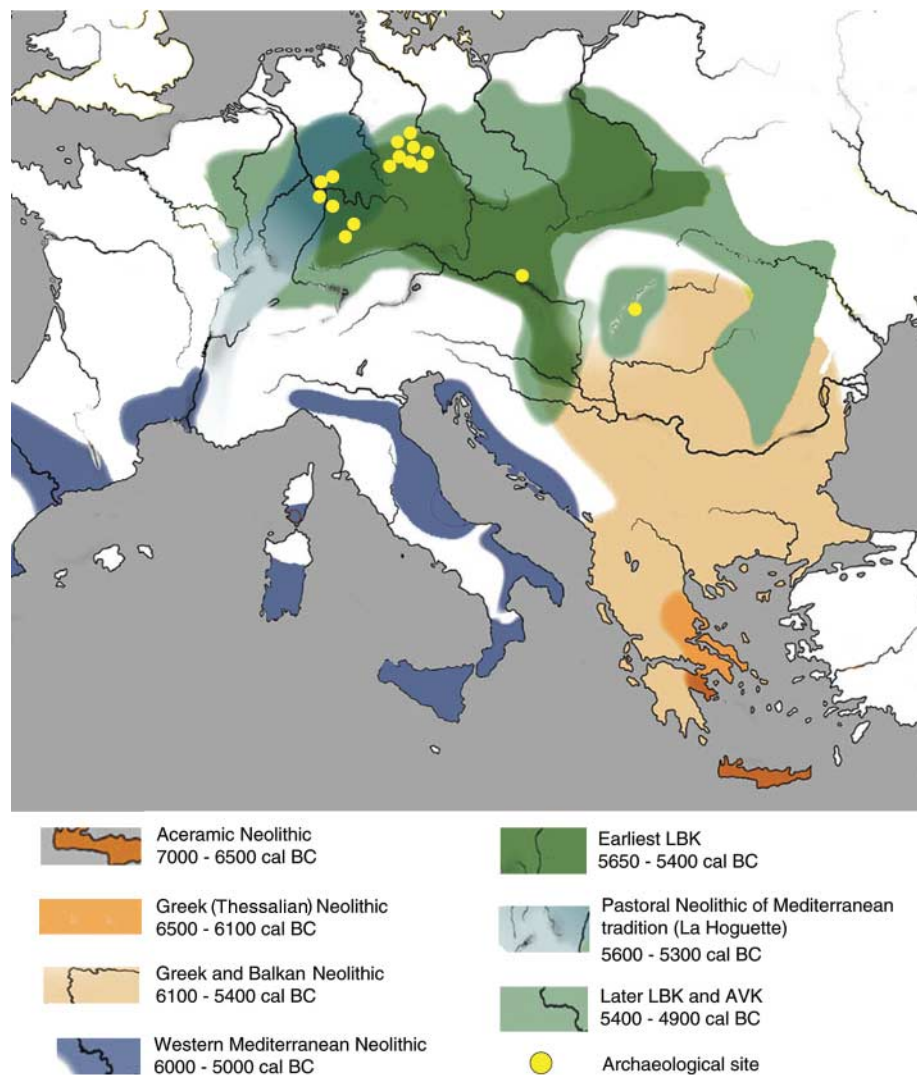 Aceramic Neolithic
7000 - 6500 cal BC
Greek (Thessalian) Neolithic
6500 - 6100 cal BC
Greek and Balkan Neolithic
6100 - 5400 cal BC
Western Mediterranean Neolithic
6000 - 5000 cal BC
Earliest LBK
5650 - 5400 cal BC
Pastoral Neolithic of Mediterranean
tradition (La Hoguette)
5600 - 5300 cal BC
Later LBK and AVK
5400 - 4900 cal BC
Archaeological site